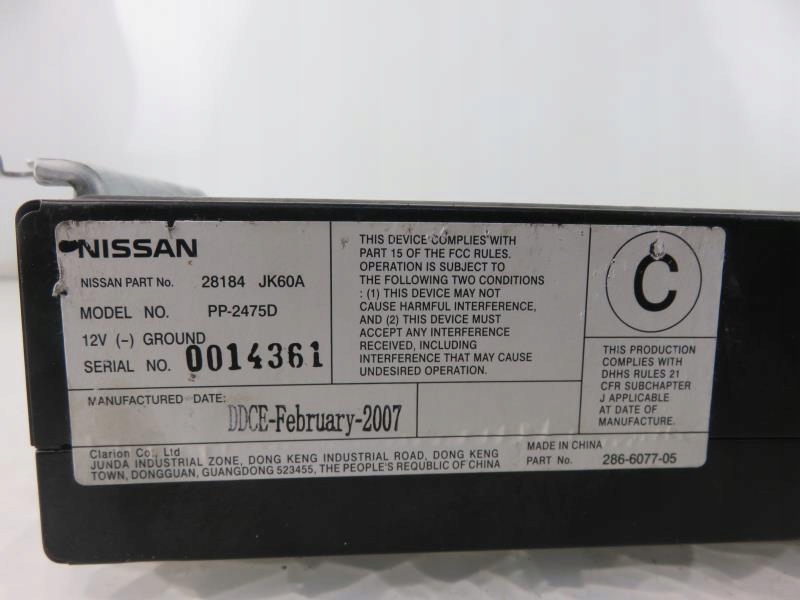 NISSAN
NISSAN PART No. 28184 JK60A
MODEL NO. PP-2475D
12V (–) GROUND
SERIAL NO. 0014361
THIS DEVICE COMPLIES WITH
PART 15 OF THE FCC RULES.
OPERATION IS SUBJECT TO
THE FOLLOWING TWO CONDITIONS
: (1) THIS DEVICE MAY NOT
CAUSE HARMFUL INTERFERENCE,
AND (2) THIS DEVICE MUST
ACCEPT ANY INTERFERENCE
RECEIVED, INCLUDING
INTERFERENCE THAT MAY CAUSE
UNDESIRED OPERATION.
C
THIS PRODUCTION
COMPLIES WITH
DHHS RULES 21
CFR SUBCHAPTER
J APPLICABLE
AT DATE OF
MANUFACTURE.
MANUFACTURED DATE:
DDCE-February-2007
Clarion Co., Ltd
JUNDA INDUSTRIAL ZONE, DONG KENG INDUSTRIAL ROAD, DONG KENG
TOWN, DONGGUAN, GUANGDONG 523455, THE PEOPLE'S REQUBLIC OF CHINA
MADE IN CHINA
PART No. 286-6077-05